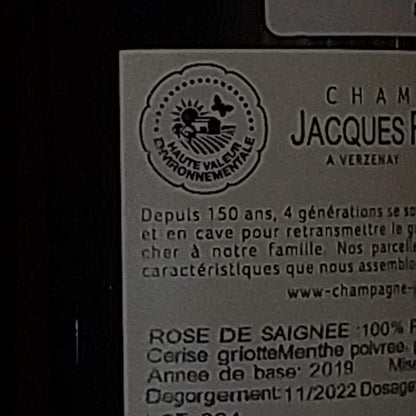 CHAM
JACQUES
A VERZENAY
HAUTE VALEUR
ENVIRONNEMENTALE
Depuis 150 ans, 4 générations se
et en cave pour retransmettre le
cher à notre famille. Nos
caractéristiques que nous
www-champagne-
ROSE DE SAIGNEE 100%
Cerise griotteMenthe poivree
Annee de base: 2019
Degorgement:11/2022 Dosage